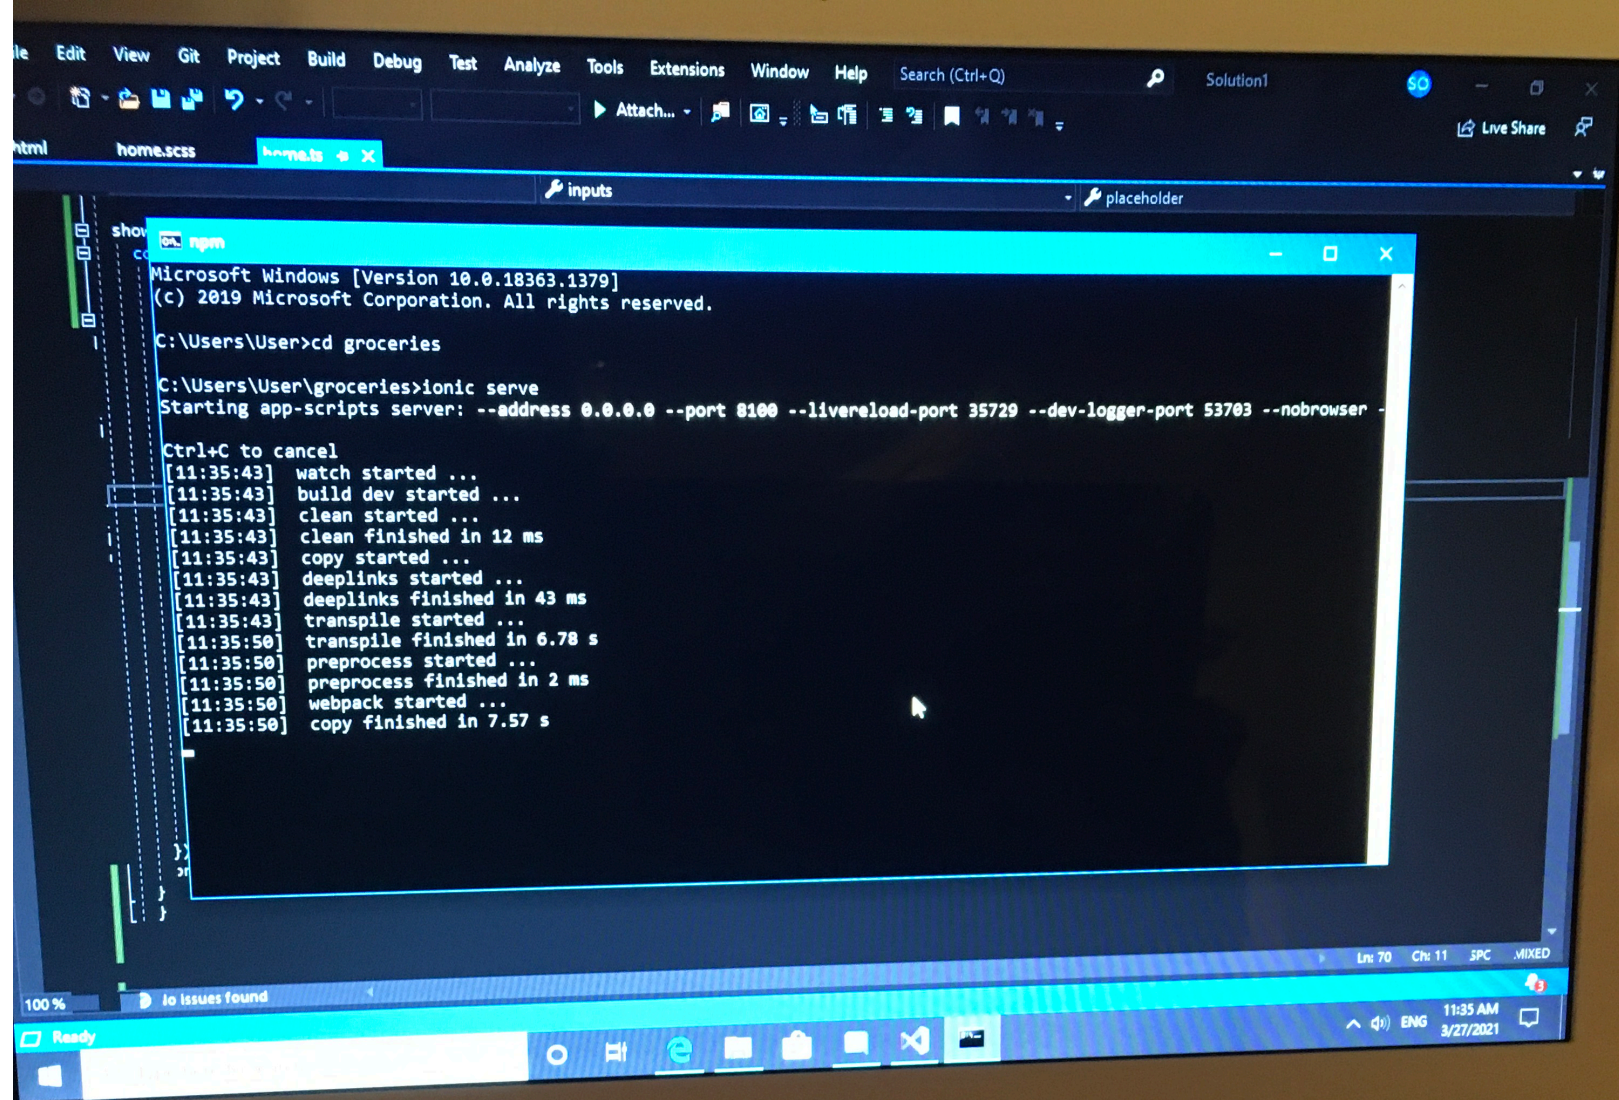 Edit View Git Project Build Debug Test Analyze Tools Extensions Window Help Search (Ctrl+Q) Solution1 SO
Attach... Live Share
html home.scss home.ts
inputs placeholder
npm
Microsoft Windows [Version 10.0.18363.1379]
(c) 2019 Microsoft Corporation. All rights reserved.
C:\Users\User>cd groceries
C:\Users\User\groceries>ionic serve
Starting app-scripts server: --address 0.0.0.0 --port 8100 --livereload-port 35729 --dev-logger-port 53703 --nobrowser -
Ctrl+C to cancel
[11:35:43] watch started ...
[11:35:43] build dev started ...
[11:35:43] clean started ...
[11:35:43] clean finished in 12 ms
[11:35:43] copy started ...
[11:35:43] deeplinks started ...
[11:35:43] deeplinks finished in 43 ms
[11:35:43] transpile started ...
[11:35:50] transpile finished in 6.78 s
[11:35:50] preprocess started ...
[11:35:50] preprocess finished in 2 ms
[11:35:50] webpack started ...
[11:35:50] copy finished in 7.57 s
})
}
}
Ln: 70 Ch: 11 SPC MIXED
100 % issues found
3
Ready
11:35 AM
ENG
3/27/2021